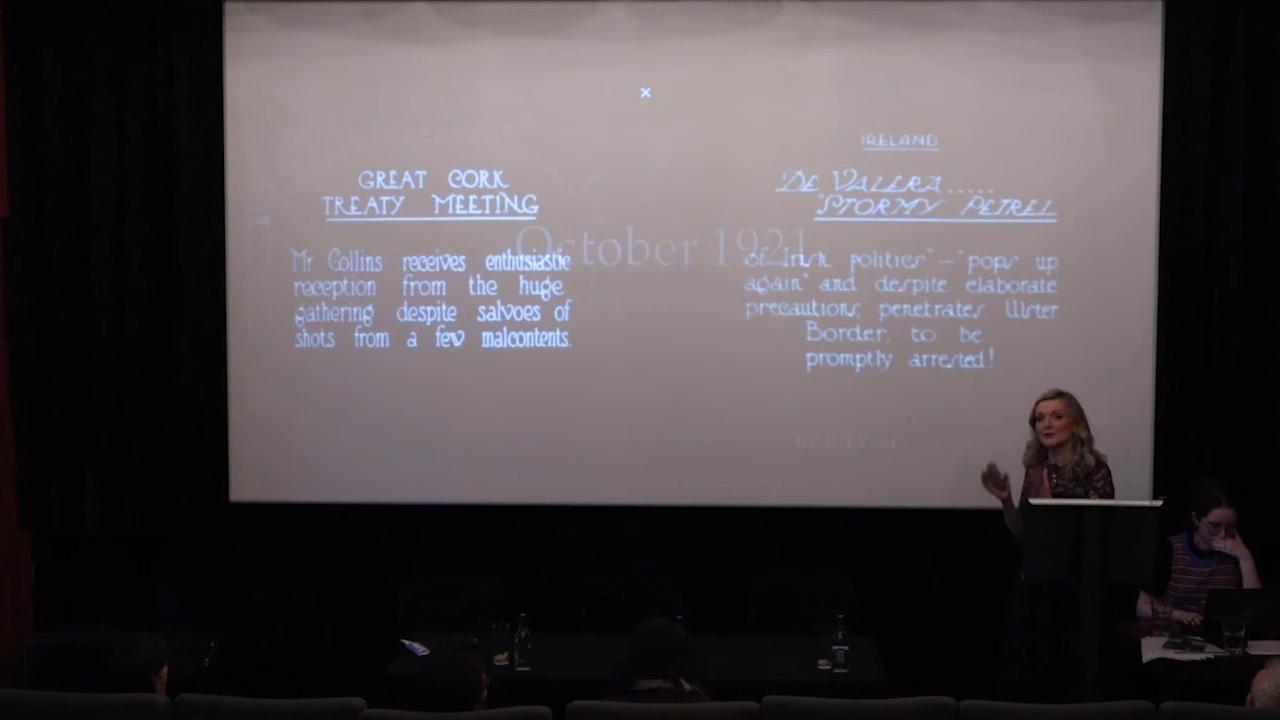 GREAT CORK
TREATY MEETING
Mr Collins receives enthusiastic
reception from the huge
gathering despite salvoes of
shots from a few malcontents.
October 1921
IRELAND
DE VALERA.....
"STORMY PETREL
of Irish politics"—"pops up
again" and despite elaborate
precautions, penetrates Ulster
Border, to be
promptly arrested!
Irish Event